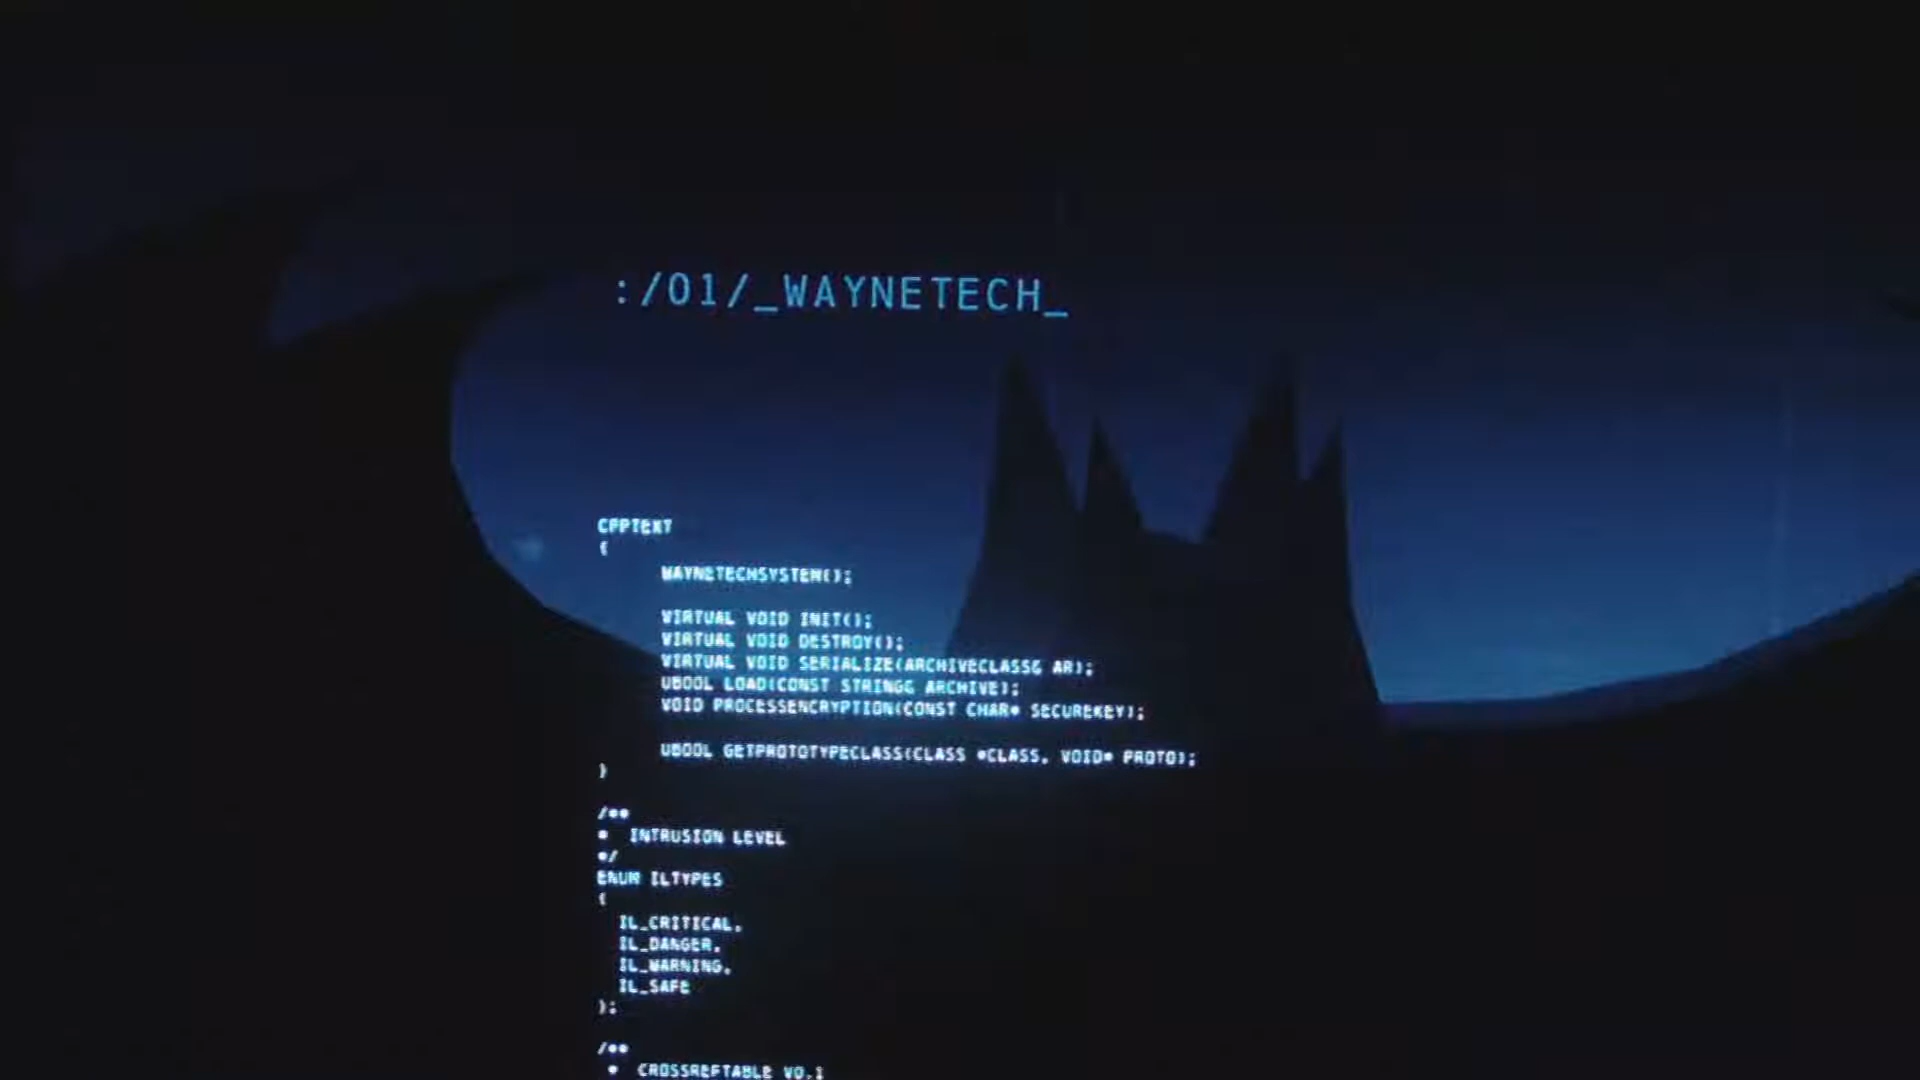 :/01/_WAYNETECH_
CPPTEXT
{
WAYNETECHSYSTEM();
VIRTUAL VOID INIT();
VIRTUAL VOID DESTROY();
VIRTUAL VOID SERIALIZE(ARCHIVECLASS& AR);
UBOOL LOAD(CONST STRING& ARCHIVE);
VOID PROCESSENCRYPTION(CONST CHAR* SECUREKEY);
UBOOL GETPROTOTYPECLASS(CLASS *CLASS, VOID* PROTO);
}
/**
* INTRUSION LEVEL
*/
ENUM ILTYPES
{
IL_CRITICAL,
IL_DANGER,
IL_WARNING,
IL_SAFE
};
/**
* CROSSREFTABLE V0.1